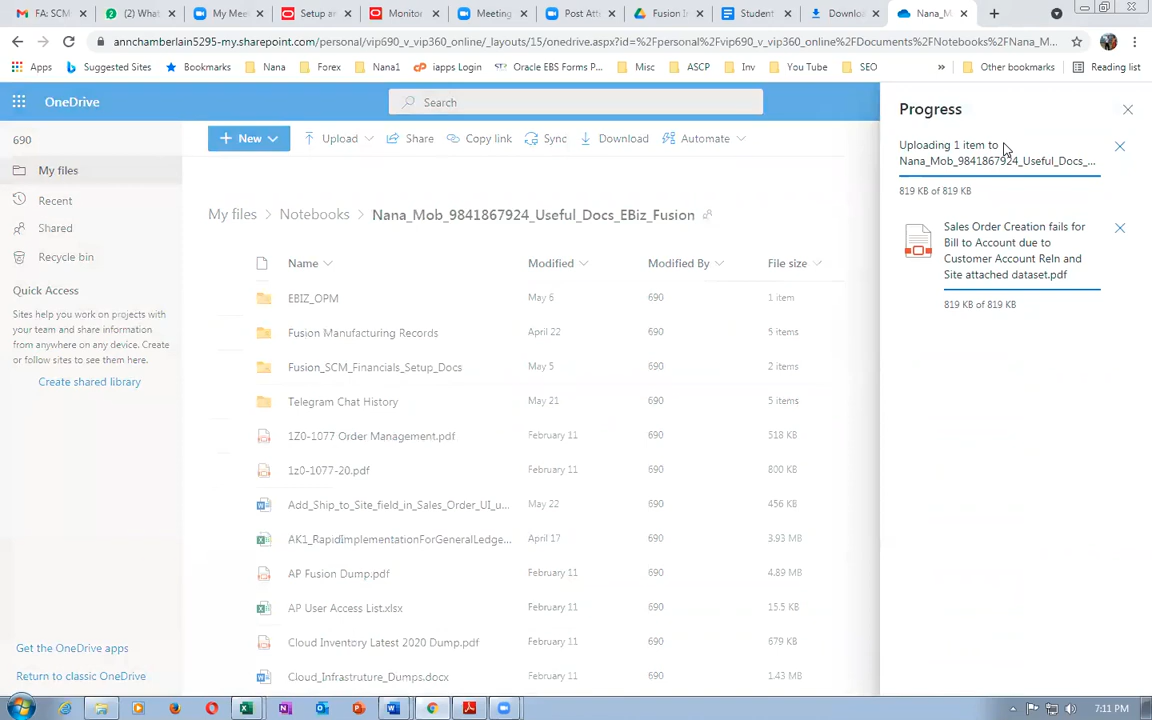 FA: SCM
(2) What
My Mee
Setup an
Monitor
Meeting
Post Att
Fusion I
Student
Downlo
Nana_M
annchamberlain5295-my.sharepoint.com/personal/vip690_v_vip360_online/_layouts/15/onedrive.aspx?id=%2Fpersonal%2Fvip690_v_vip360_online%2FDocuments%2FNotebooks%2FNana_M...
Apps
Suggested Sites
Bookmarks
Nana
Forex
Nana1
iapps Login
Oracle EBS Forms P...
Misc
ASCP
Inv
You Tube
SEO
»
Other bookmarks
Reading list
OneDrive
Search
Progress
690
New
Upload
Share
Copy link
Sync
Download
Automate
Uploading 1 item to
Nana_Mob_9841867924_Useful_Docs_...
819 KB of 819 KB
My files
Recent
Shared
Recycle bin
Quick Access
Sites help you work on projects with
your team and share information
from anywhere on any device. Create
or follow sites to see them here.
Create shared library
Get the OneDrive apps
Return to classic OneDrive
My files > Notebooks > Nana_Mob_9841867924_Useful_Docs_EBiz_Fusion
Name Modified Modified By File size
EBIZ_OPM May 6 690 1 item
Fusion Manufacturing Records April 22 690 5 items
Fusion_SCM_Financials_Setup_Docs May 5 690 2 items
Telegram Chat History May 21 690 5 items
1Z0-1077 Order Management.pdf February 11 690 518 KB
1z0-1077-20.pdf February 11 690 800 KB
Add_Ship_to_Site_field_in_Sales_Order_UI_u... May 22 690 456 KB
AK1_RapidImplementationForGeneralLedge... April 17 690 3.93 MB
AP Fusion Dump.pdf February 11 690 4.89 MB
AP User Access List.xlsx February 11 690 15.5 KB
Cloud Inventory Latest 2020 Dump.pdf February 11 690 679 KB
Cloud_Infrastruture_Dumps.docx February 11 690 1.43 MB
Sales Order Creation fails for
Bill to Account due to
Customer Account Reln and
Site attached dataset.pdf
819 KB of 819 KB
7:11 PM